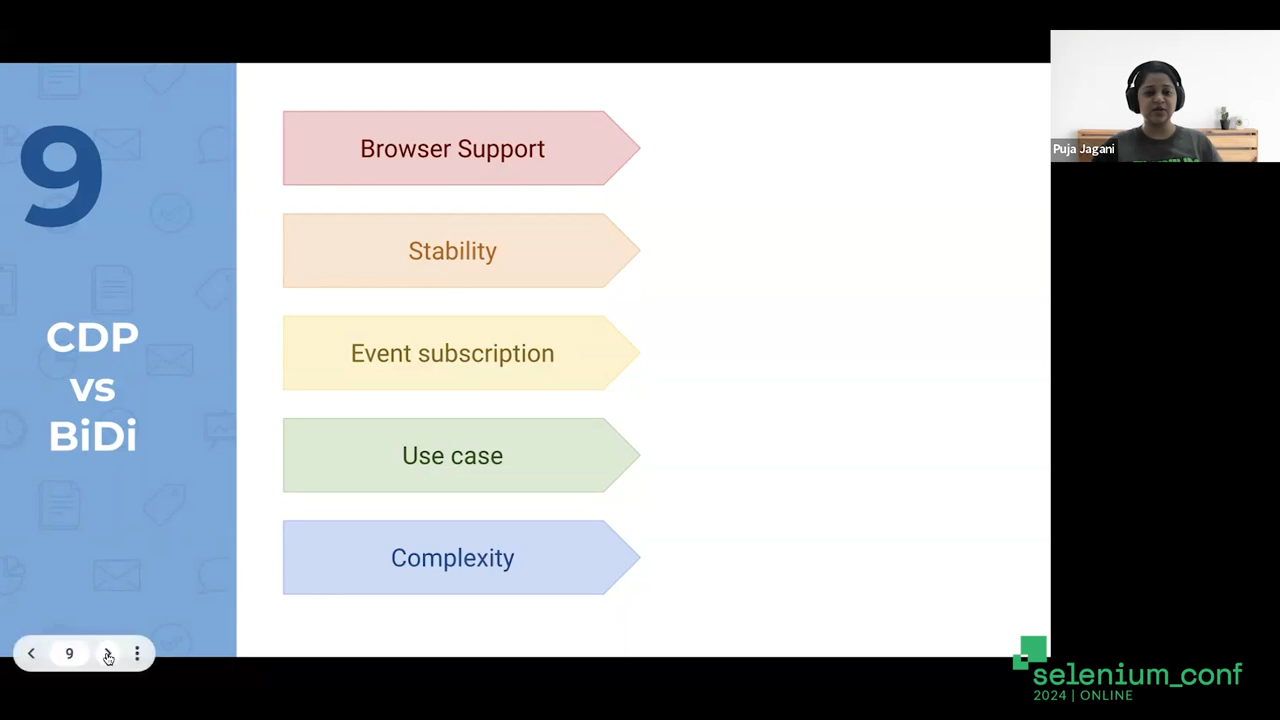 9
CDP
vs
BiDi
Browser Support
Stability
Event subscription
Use case
Complexity
9
Puja Jagani
selenium_conf
2024 | ONLINE